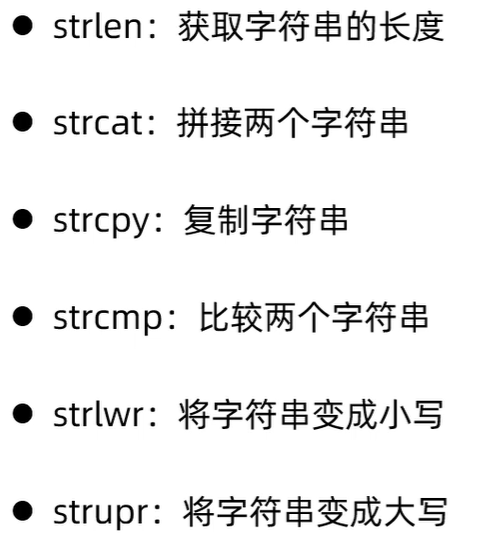 ● strlen：获取字符串的长度
● strcat：拼接两个字符串
● strcpy：复制字符串
● strcmp：比较两个字符串
● strlwr：将字符串变成小写
● strupr：将字符串变成大写